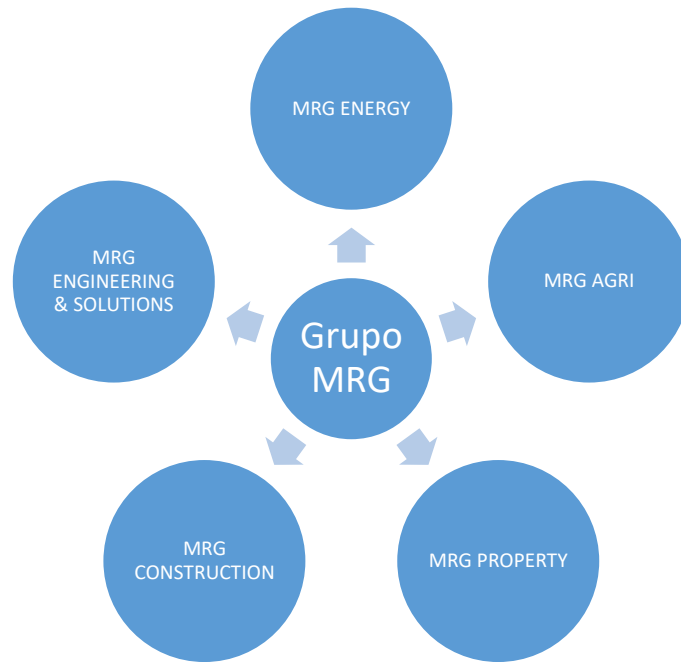 MRG ENERGY
MRG
ENGINEERING
& SOLUTIONS
MRG AGRI
Grupo
MRG
MRG
CONSTRUCTION
MRG PROPERTY